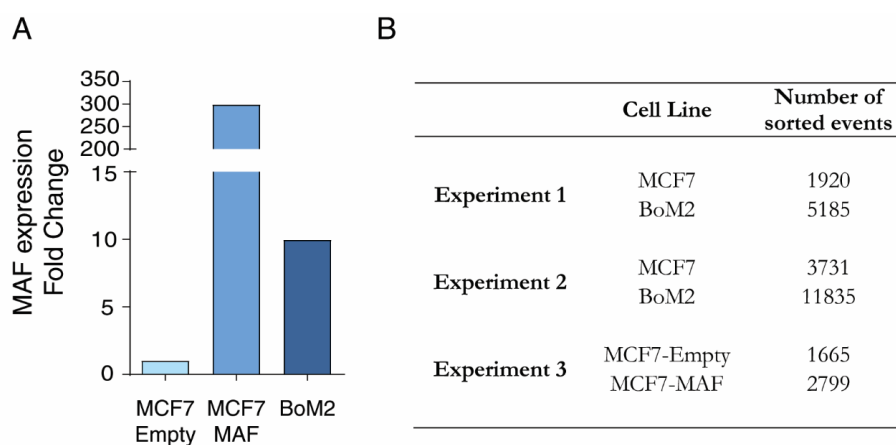 A
MAF expression
Fold Change
350
300
250
200
15
10
5
0
MCF7
Empty
MCF7
MAF
BoM2
B
Cell Line
Number of
sorted events
Experiment 1
MCF7 1920
BoM2 5185
Experiment 2
MCF7 3731
BoM2 11835
Experiment 3
MCF7-Empty 1665
MCF7-MAF 2799